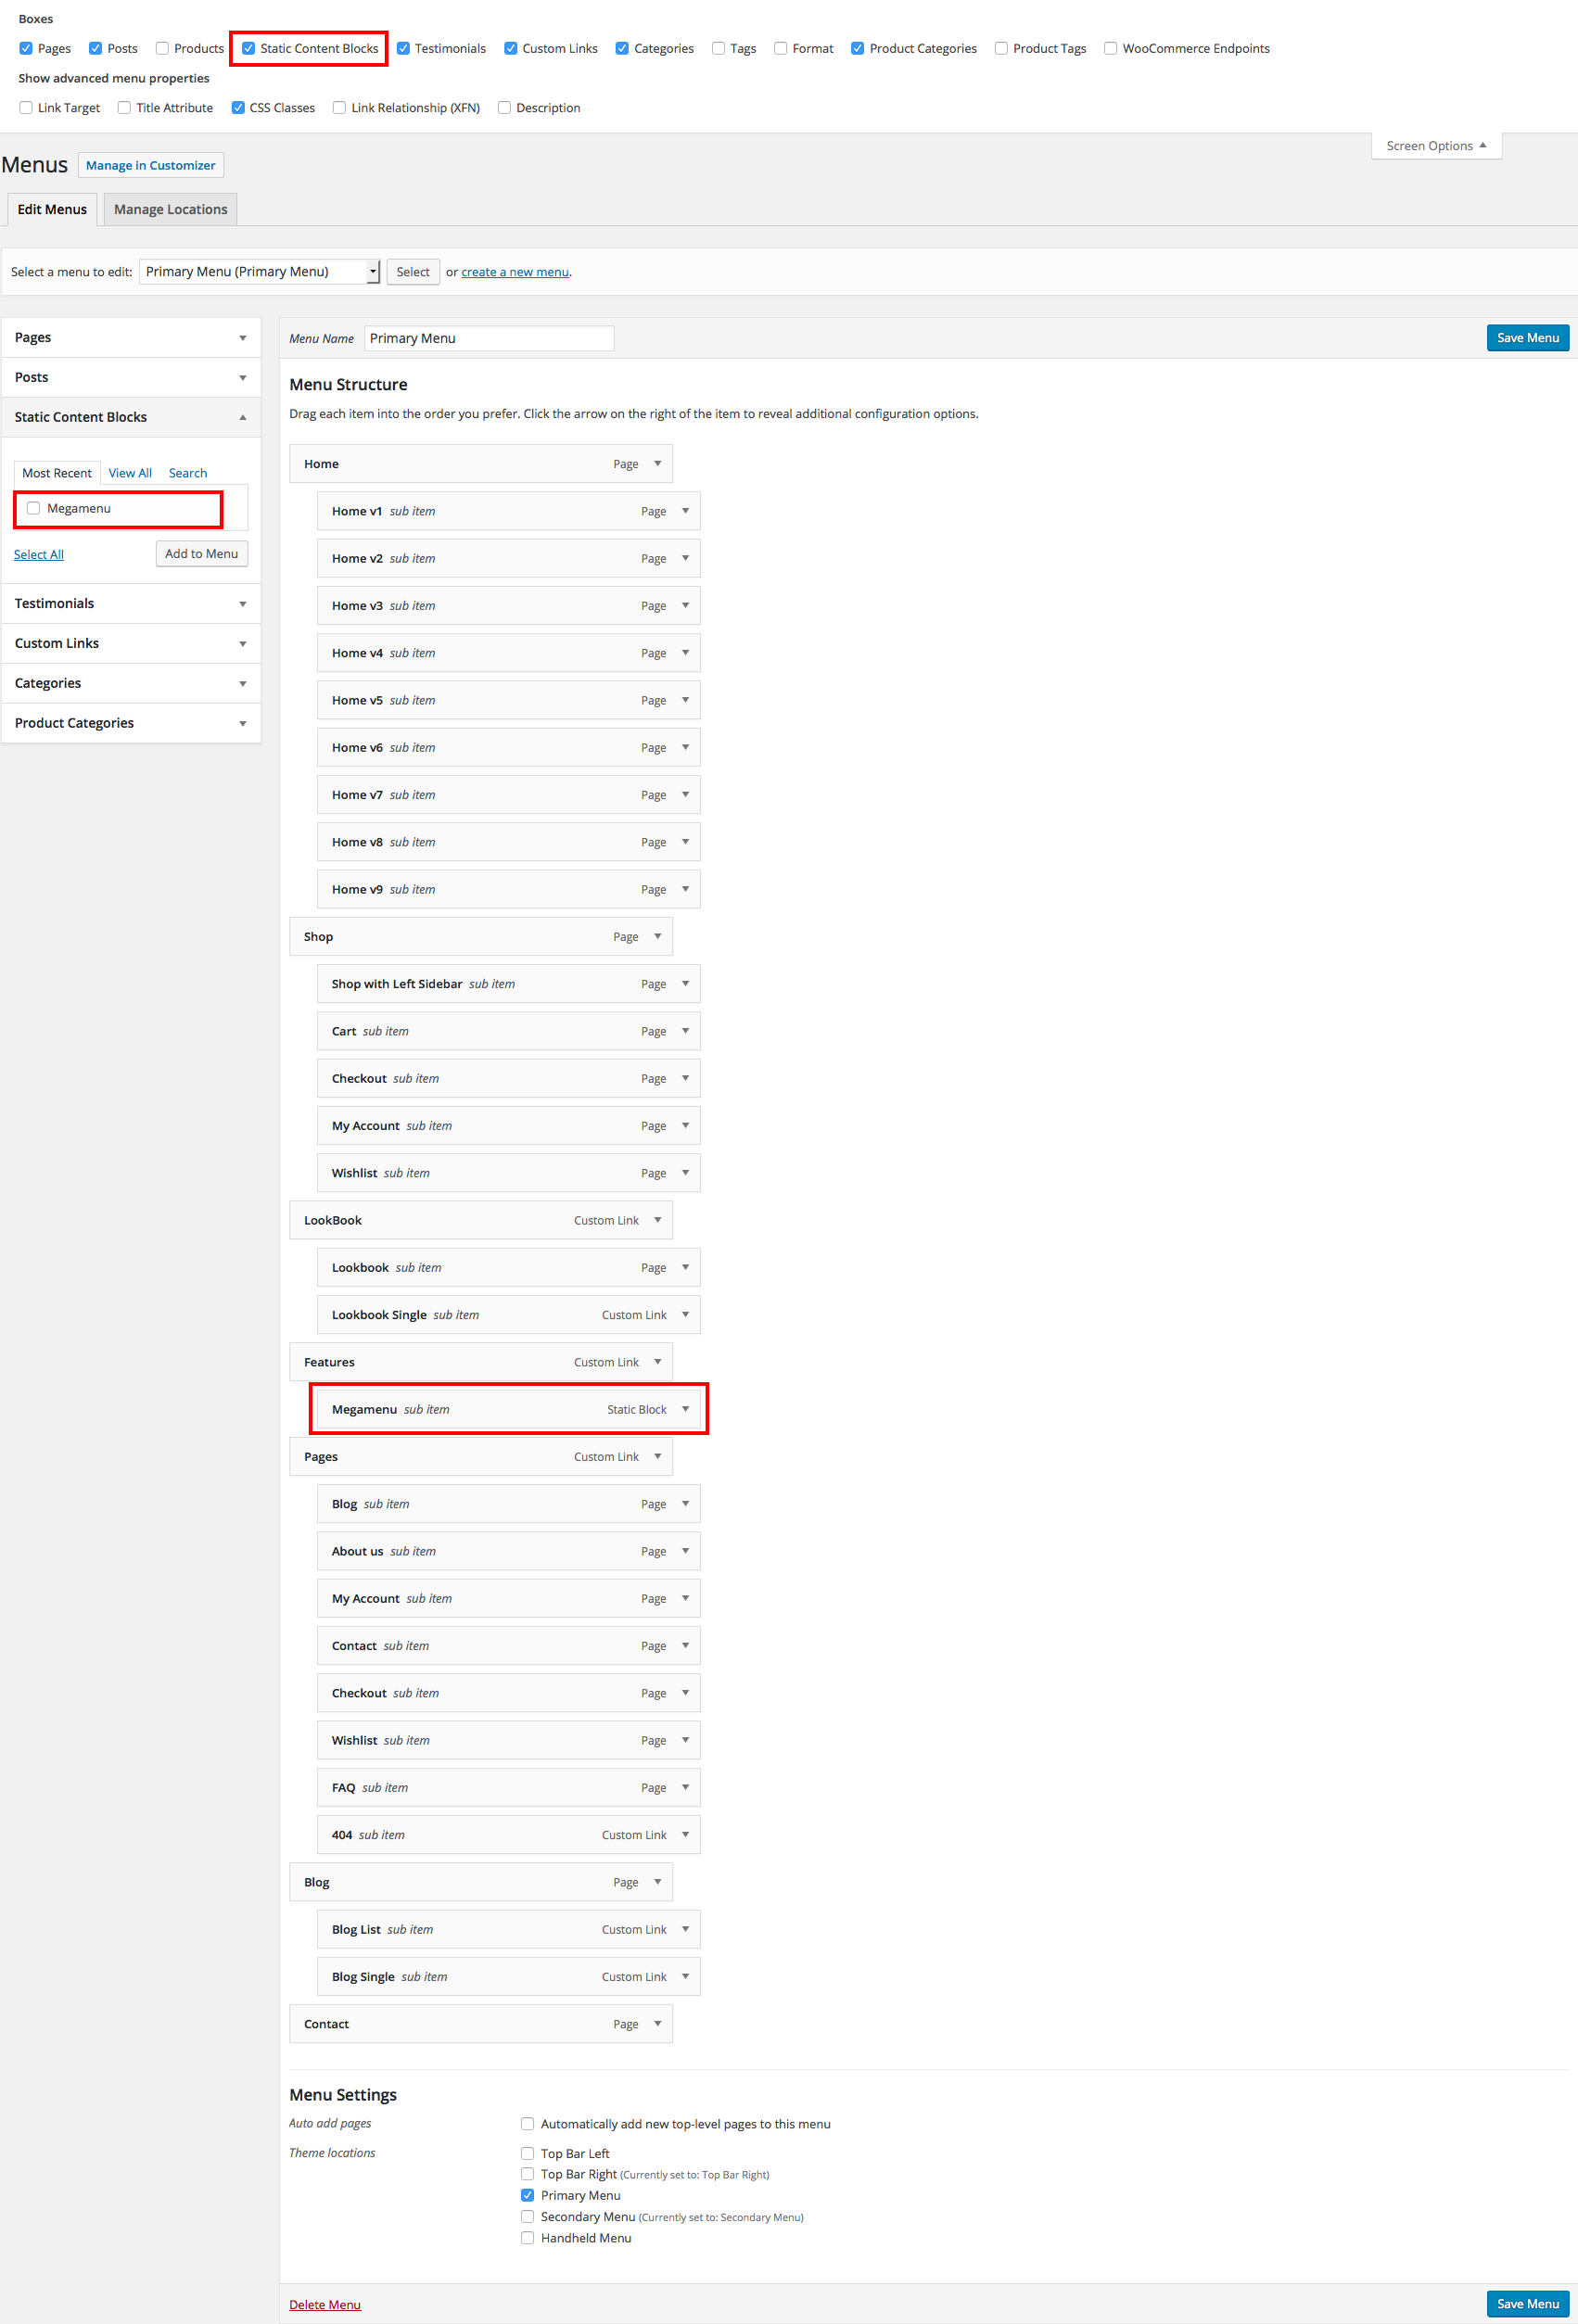 Boxes
Pages Posts Products Static Content Blocks Testimonials Custom Links Categories Tags Format Product Categories Product Tags WooCommerce Endpoints
Show advanced menu properties
Link Target Title Attribute CSS Classes Link Relationship (XFN) Description
Screen Options
Menus Manage in Customizer
Edit Menus Manage Locations
Select a menu to edit: Primary Menu (Primary Menu) Select or create a new menu.
Pages
Posts
Static Content Blocks
Most Recent View All Search
Megamenu
Select All Add to Menu
Testimonials
Custom Links
Categories
Product Categories
Menu Name Primary Menu Save Menu
Menu Structure
Drag each item into the order you prefer. Click the arrow on the right of the item to reveal additional configuration options.
Home Page
Home v1 sub item Page
Home v2 sub item Page
Home v3 sub item Page
Home v4 sub item Page
Home v5 sub item Page
Home v6 sub item Page
Home v7 sub item Page
Home v8 sub item Page
Home v9 sub item Page
Shop Page
Shop with Left Sidebar sub item Page
Cart sub item Page
Checkout sub item Page
My Account sub item Page
Wishlist sub item Page
LookBook Custom Link
Lookbook sub item Page
Lookbook Single sub item Custom Link
Features Custom Link
Megamenu sub item Static Block
Pages Custom Link
Blog sub item Page
About us sub item Page
My Account sub item Page
Contact sub item Page
Checkout sub item Page
Wishlist sub item Page
FAQ sub item Page
404 sub item Custom Link
Blog Page
Blog List sub item Custom Link
Blog Single sub item Custom Link
Contact Page
Menu Settings
Auto add pages Automatically add new top-level pages to this menu
Theme locations Top Bar Left
Top Bar Right (Currently set to: Top Bar Right)
Primary Menu
Secondary Menu (Currently set to: Secondary Menu)
Handheld Menu
Delete Menu Save Menu